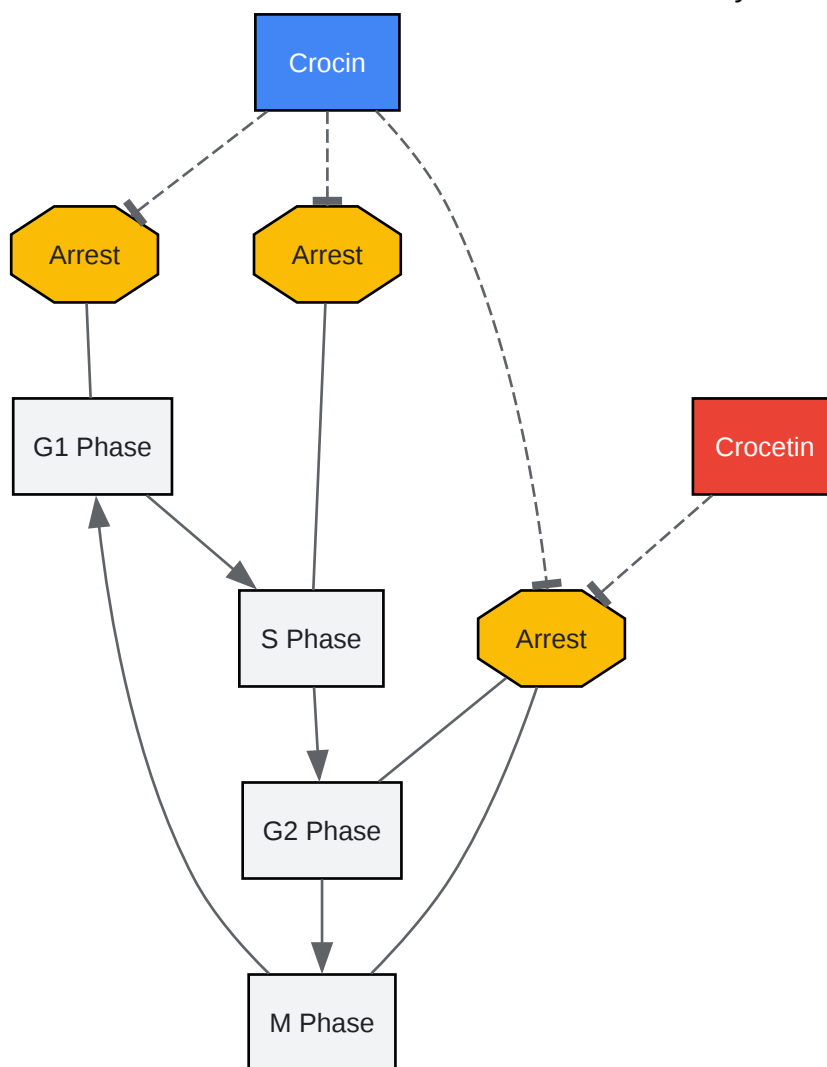 Crocin
Arrest
Arrest
G1 Phase
Crocetin
S Phase
Arrest
G2 Phase
M Phase